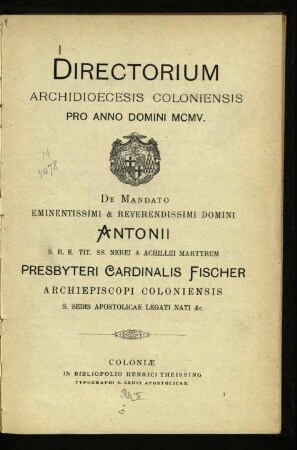 DIRECTORIUM
ARCHIDIOECESIS COLONIENSIS
PRO ANNO DOMINI MCMV.
DE MANDATO
EMINENTISSIMI & REVERENDISSIMI DOMINI
ANTONII
S. R. E. TIT. SS. NEREI & ACHILLEI MARTYRUM
PRESBYTERI CARDINALIS FISCHER
ARCHIEPISCOPI COLONIENSIS
S. SEDIS APOSTOLICAE LEGATI NATI &c.
COLONIÆ
IN BIBLIOPOLIO HENRICI THEISSING
TYPOGRAPHI S. SEDIS APOSTOLICAE.